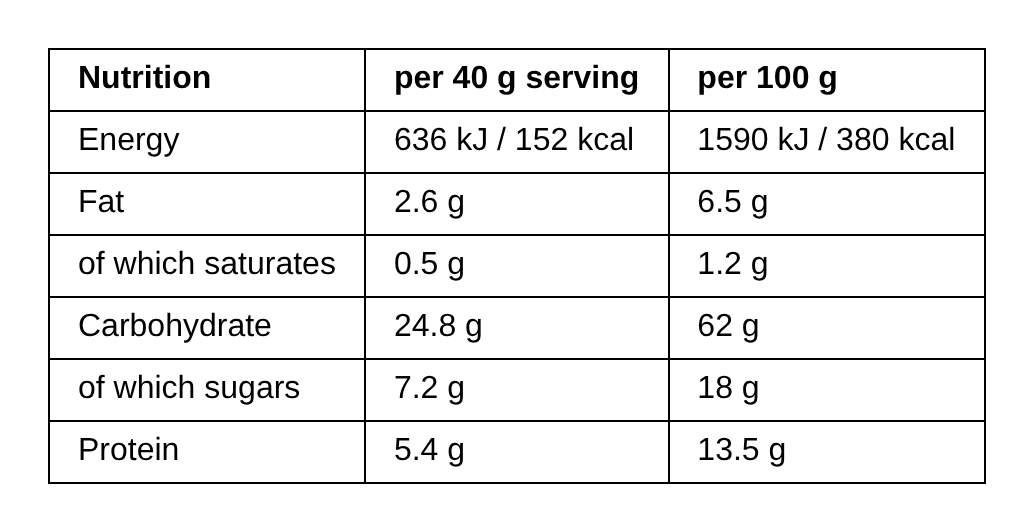 Nutrition per 40 g serving per 100 g
Energy 636 kJ / 152 kcal 1590 kJ / 380 kcal
Fat 2.6 g 6.5 g
of which saturates 0.5 g 1.2 g
Carbohydrate 24.8 g 62 g
of which sugars 7.2 g 18 g
Protein 5.4 g 13.5 g